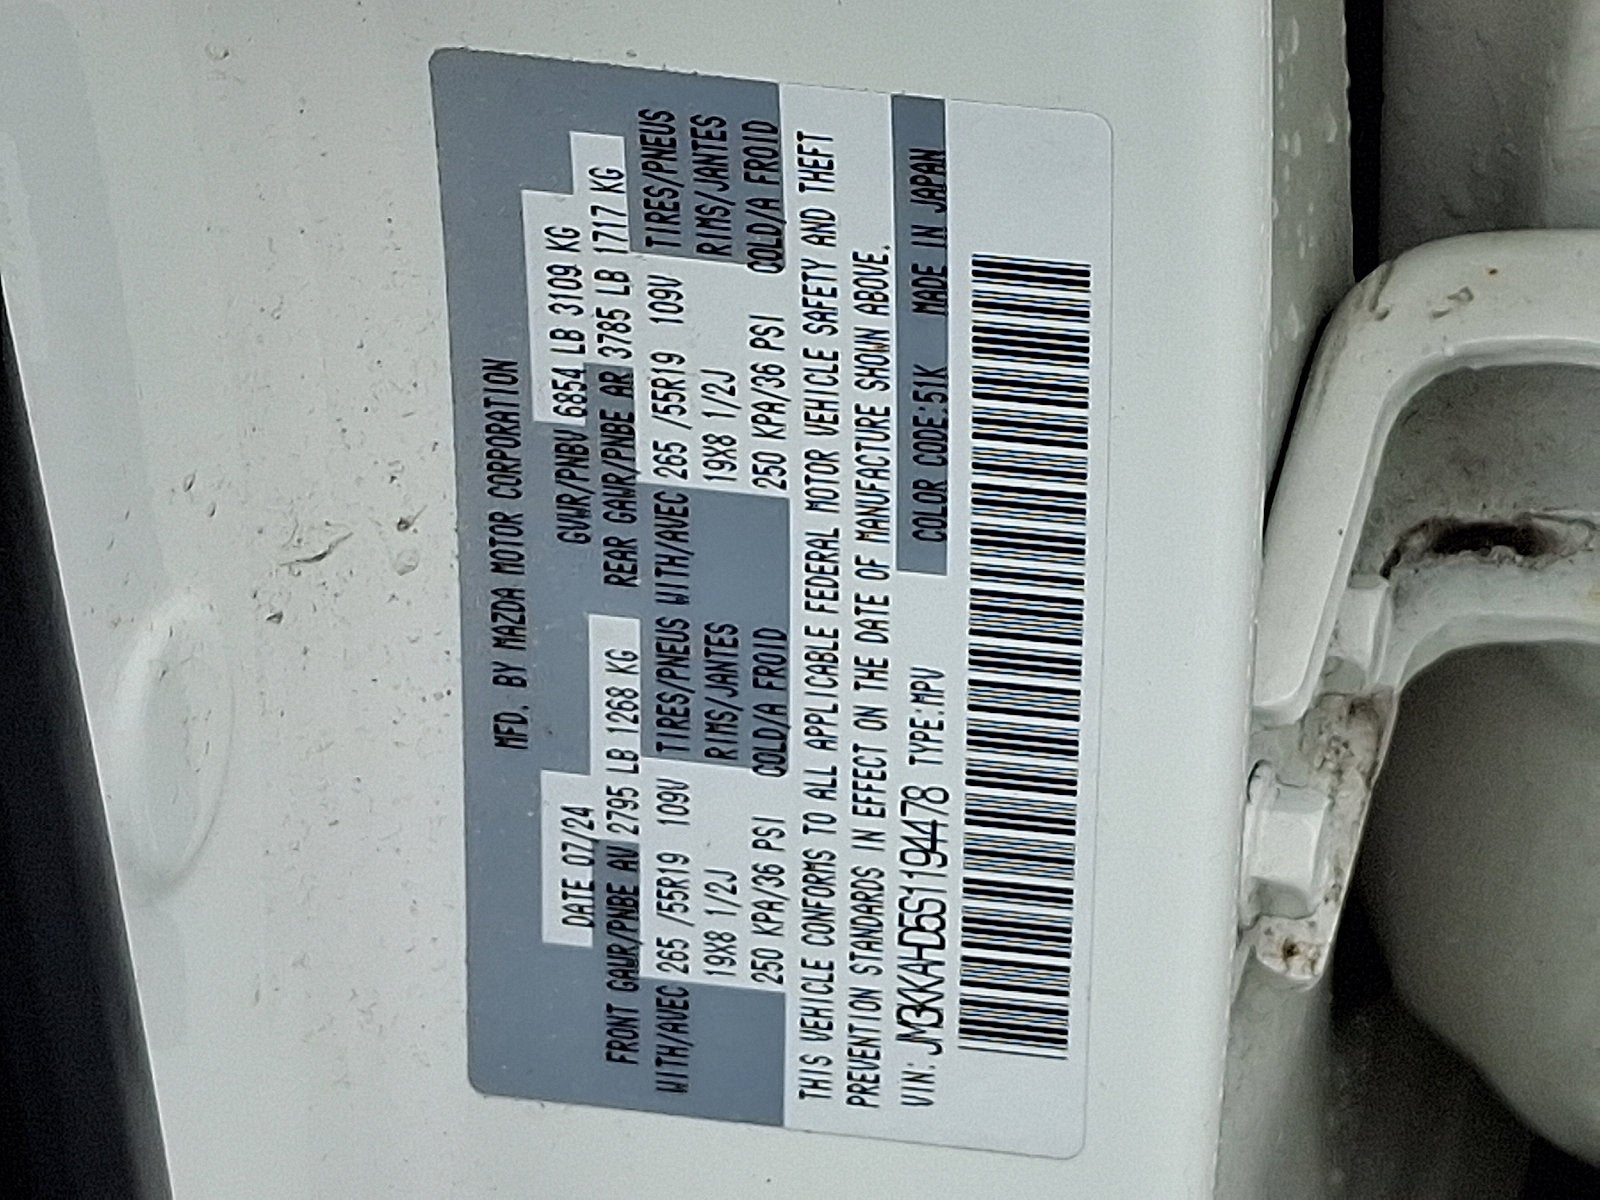 MFD. BY MAZDA MOTOR CORPORATION
DATE 07/24 GVWR/PNBV 6854 LB 3109 KG
FRONT GAWR/PNBE AV 2795 LB 1268 KG REAR GAWR/PNBE AR 3785 LB 1717 KG
WITH/AVEC 265 /55R19 109V TIRES/PNEUS WITH/AVEC 265 /55R19 109V TIRES/PNEUS
19X8 1/2J RIMS/JANTES 19X8 1/2J RIMS/JANTES
250 KPA/36 PSI COLD/A FROID 250 KPA/36 PSI COLD/A FROID
THIS VEHICLE CONFORMS TO ALL APPLICABLE FEDERAL MOTOR VEHICLE SAFETY AND THEFT
PREVENTION STANDARDS IN EFFECT ON THE DATE OF MANUFACTURE SHOWN ABOVE.
VIN: JM3KKAHD5S1194478 TYPE:MPV COLOR CODE:51K MADE IN JAPAN